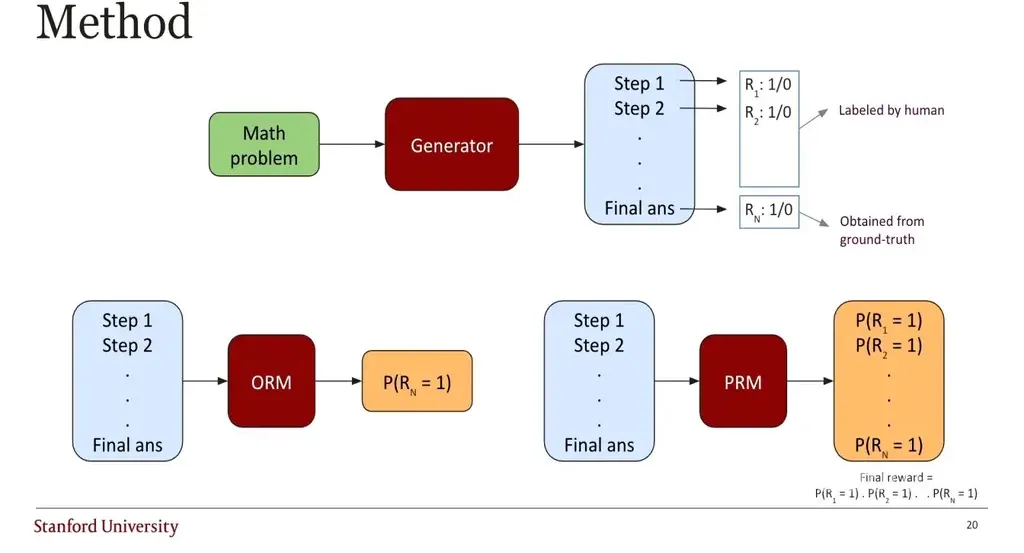 Method
Math
problem
Generator
Step 1
Step 2
.
.
.
Final ans
R1: 1/0
R2: 1/0
RN: 1/0
Labeled by human
Obtained from
ground-truth
Step 1
Step 2
.
.
.
Final ans
ORM
P(RN = 1)
Step 1
Step 2
.
.
.
Final ans
PRM
P(R1 = 1)
P(R2 = 1)
.
.
.
P(RN = 1)
Final reward =
P(R1 = 1) . P(R2 = 1) . . P(RN = 1)
Stanford University
20